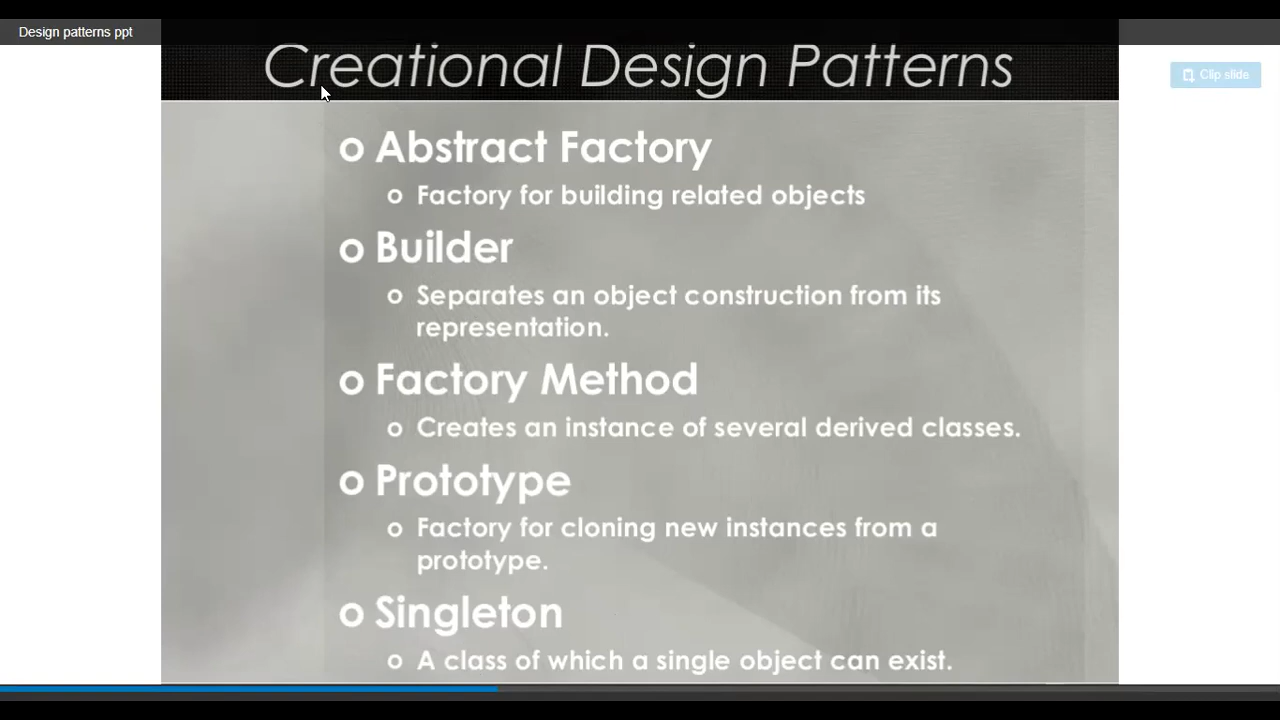 Design patterns ppt
Creational Design Patterns
Clip slide
o Abstract Factory
o Factory for building related objects
o Builder
o Separates an object construction from its
representation.
o Factory Method
o Creates an instance of several derived classes.
o Prototype
o Factory for cloning new instances from a
prototype.
o Singleton
o A class of which a single object can exist.